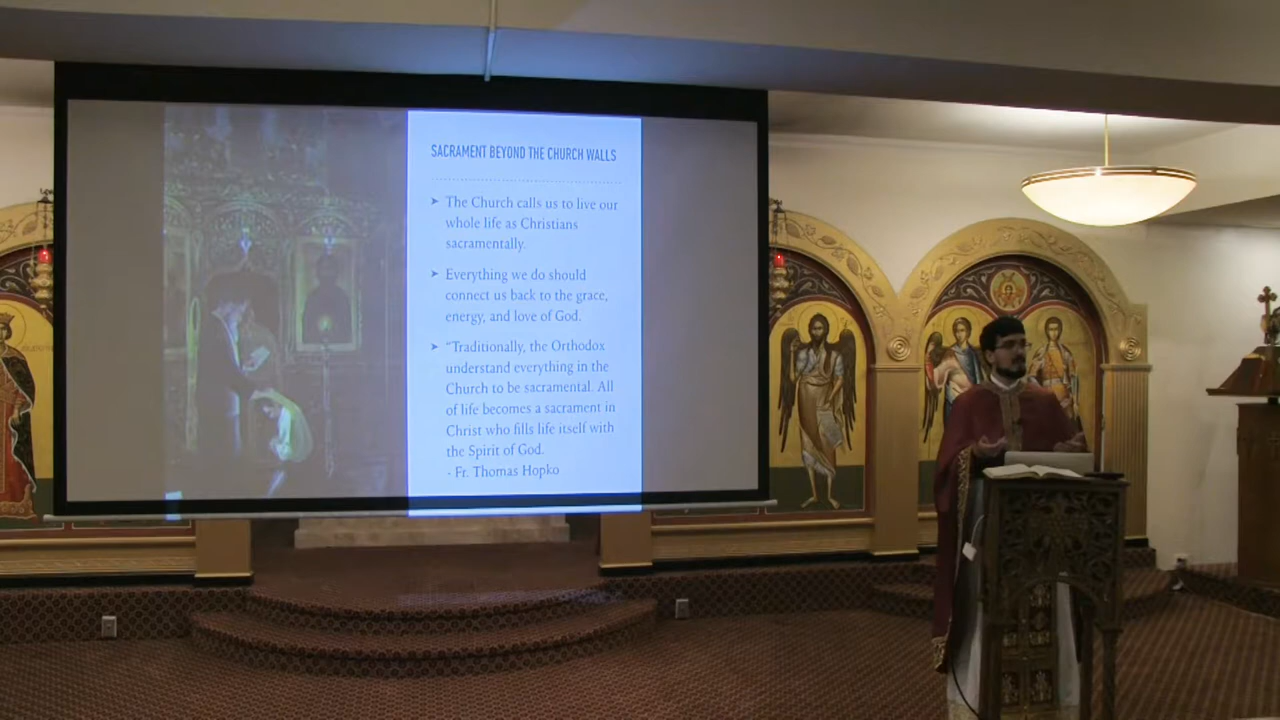 SACRAMENT BEYOND THE CHURCH WALLS
The Church calls us to live our
whole life as Christians
sacramentally.
Everything we do should
connect us back to the grace,
energy, and love of God.
"Traditionally, the Orthodox
understand everything in the
Church to be sacramental. All
of life becomes a sacrament in
Christ who fills life itself with
the Spirit of God.
- Fr. Thomas Hopko